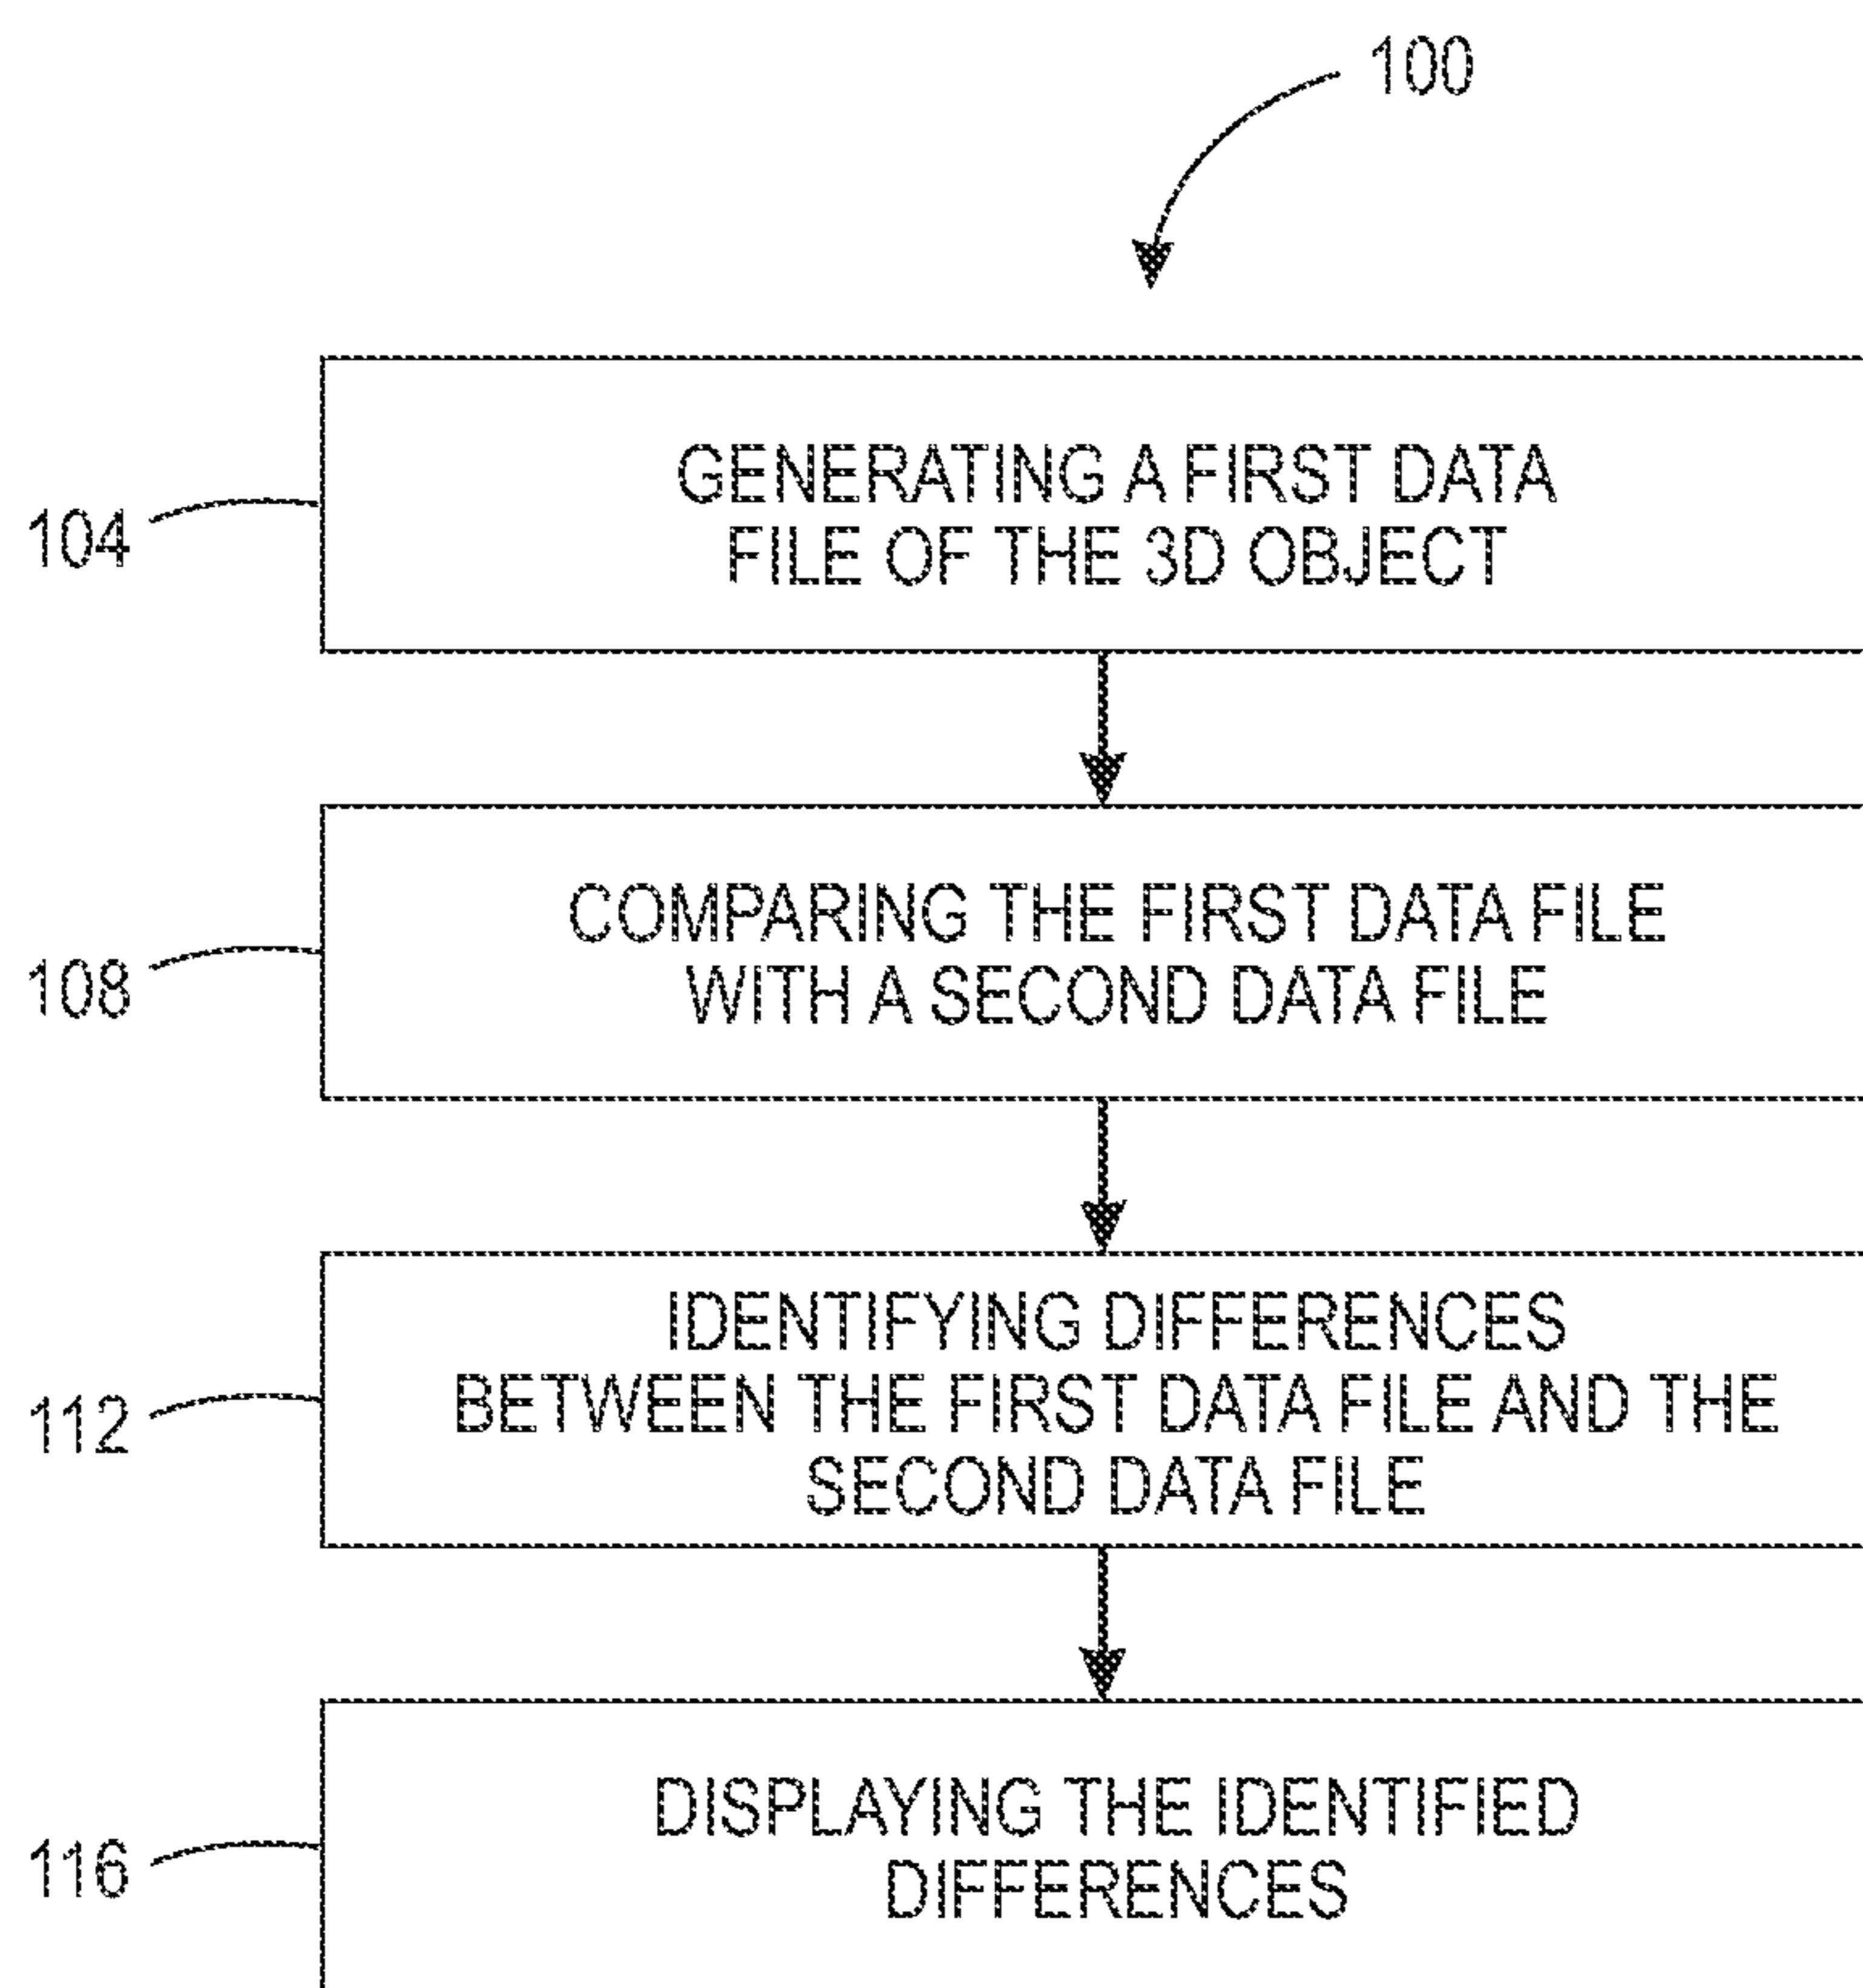 100
104
GENERATING A FIRST DATA
FILE OF THE 3D OBJECT
108
COMPARING THE FIRST DATA FILE
WITH A SECOND DATA FILE
112
IDENTIFYING DIFFERENCES
BETWEEN THE FIRST DATA FILE AND THE
SECOND DATA FILE
116
DISPLAYING THE IDENTIFIED
DIFFERENCES